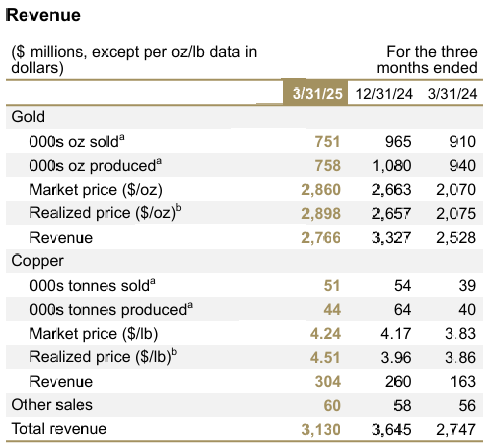 Revenue
($ millions, except per oz/lb data in dollars) For the three months ended
3/31/25 12/31/24 3/31/24
Gold
000s oz soldª 751 965 910
000s oz producedª 758 1,080 940
Market price ($/oz) 2,860 2,663 2,070
Realized price ($/oz)ᵇ 2,898 2,657 2,075
Revenue 2,766 3,327 2,528
Copper
000s tonnes soldª 51 54 39
000s tonnes producedª 44 64 40
Market price ($/lb) 4.24 4.17 3.83
Realized price ($/lb)ᵇ 4.51 3.96 3.86
Revenue 304 260 163
Other sales 60 58 56
Total revenue 3,130 3,645 2,747